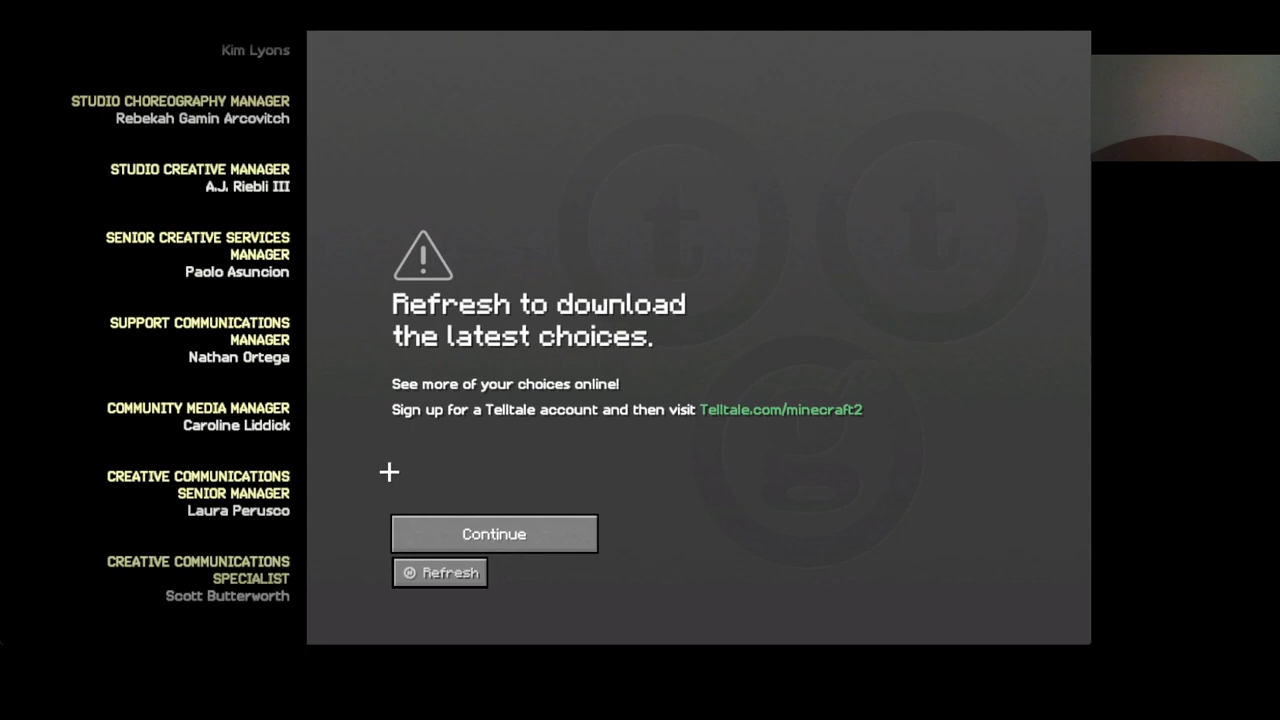 Kim Lyons
STUDIO CHOREOGRAPHY MANAGER
Rebekah Gamin Arcovitch
STUDIO CREATIVE MANAGER
A.J. Riebli III
SENIOR CREATIVE SERVICES
MANAGER
Paolo Asuncion
SUPPORT COMMUNICATIONS
MANAGER
Nathan Ortega
COMMUNITY MEDIA MANAGER
Caroline Liddick
CREATIVE COMMUNICATIONS
SENIOR MANAGER
Laura Perusco
CREATIVE COMMUNICATIONS
SPECIALIST
Scott Butterworth
t t
g
Refresh to download
the latest choices.
See more of your choices online!
Sign up for a Telltale account and then visit Telltale.com/minecraft2
Continue
Refresh